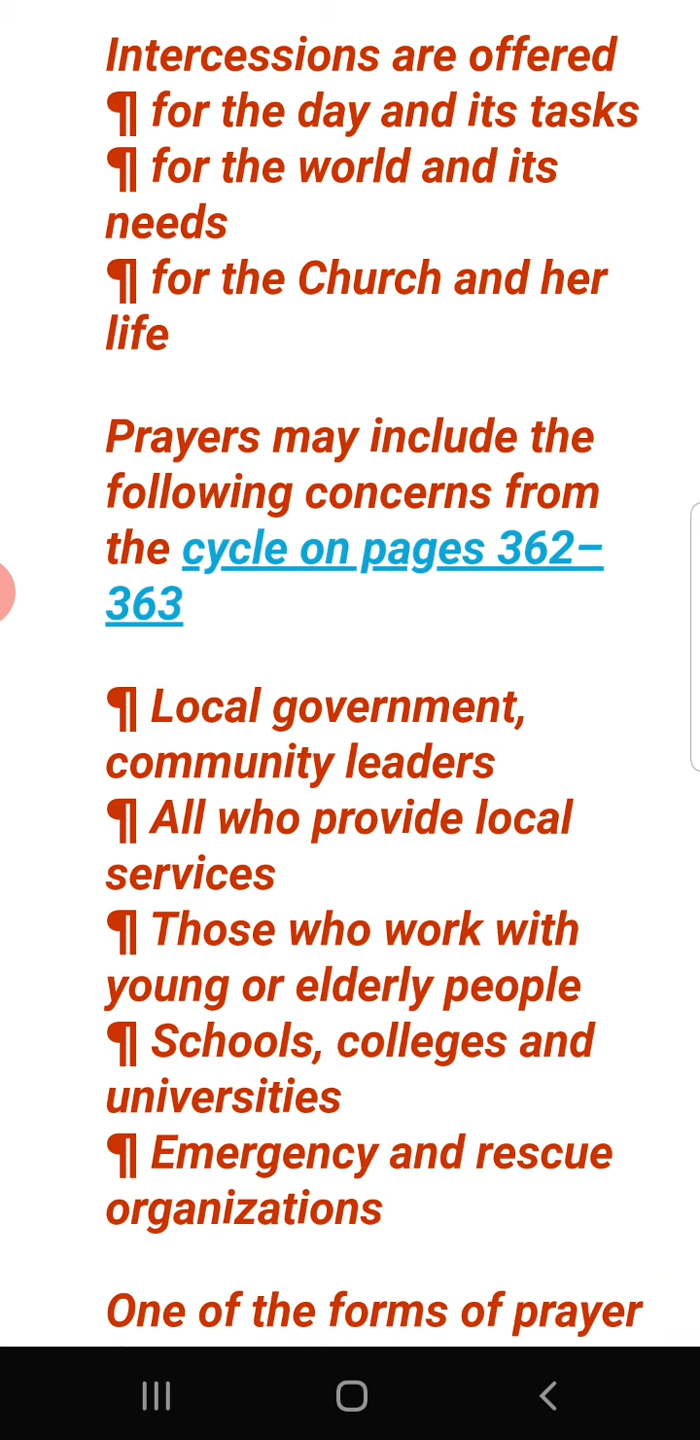 Intercessions are offered
¶ for the day and its tasks
¶ for the world and its
needs
¶ for the Church and her
life
Prayers may include the
following concerns from
the cycle on pages 362–
363
¶ Local government,
community leaders
¶ All who provide local
services
¶ Those who work with
young or elderly people
¶ Schools, colleges and
universities
¶ Emergency and rescue
organizations
One of the forms of prayer